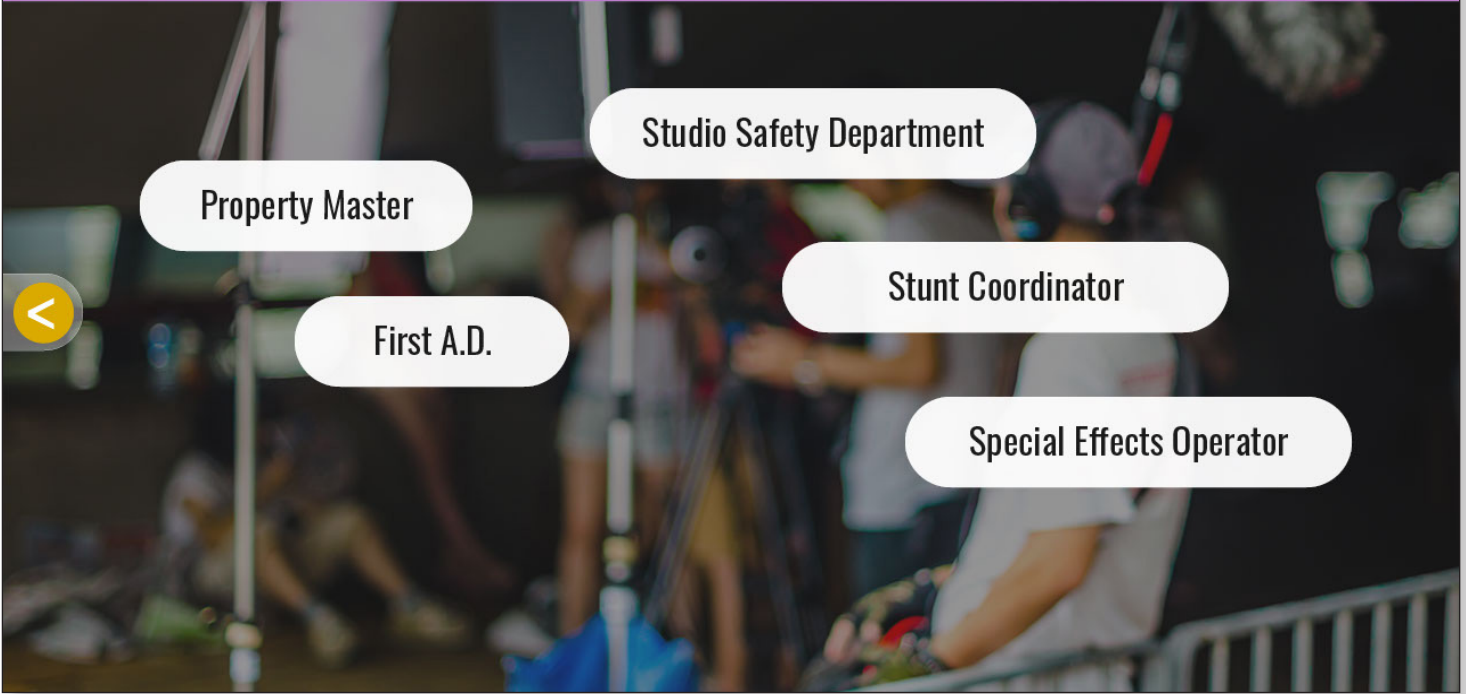 Studio Safety Department
Property Master
Stunt Coordinator
First A.D.
Special Effects Operator
<